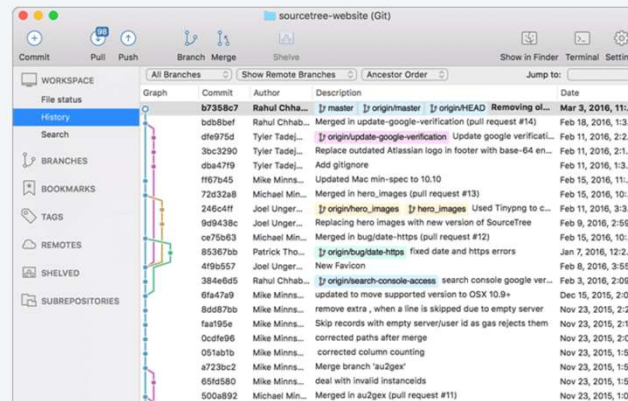 sourcetree-website (Git)
98
Commit Pull Push Branch Merge Shelve Show in Finder Terminal
All Branches Show Remote Branches Ancestor Order Jump to:
WORKSPACE
File status
History
Search
BRANCHES
BOOKMARKS
TAGS
REMOTES
SHELVED
SUBREPOSITORIES
Graph Commit Author Description Date
b7358c7 Rahul Chha... master origin/master origin/HEAD Removing ol... Mar 3, 2016, 11:
bdb8bef Rahul Chhab... Merged in update-google-verification (pull request #14) Feb 18, 2016, 1:3
dfe975d Tyler Tadej... origin/update-google-verification Update google verificati... Feb 11, 2016, 2:2
3bc3290 Tyler Tadej... Replace outdated Atlassian logo in footer with base-64 en... Feb 11, 2016, 2:1
dba47f9 Tyler Tadej... Add gitignore Feb 11, 2016, 1:3
ff67b45 Mike Minns... Updated Mac min-spec to 10.10 Feb 15, 2016, 11:
72d32a8 Michael Min... Merged in hero_images (pull request #13) Feb 15, 2016, 10:
246c4ff Joel Unger... origin/hero_images hero_images Used Tinypng to c... Feb 11, 2016, 3:3
9d9438c Joel Unger... Replacing hero images with new version of SourceTree Feb 9, 2016, 2:59
ce75b63 Michael Min... Merged in bug/date-https (pull request #12) Feb 15, 2016, 10:
85367bb Patrick Tho... origin/bug/date-https fixed date and https errors Jan 7, 2016, 12:2
4f9b557 Joel Unger... New Favicon Feb 8, 2016, 3:55
384e6d5 Rahul Chhab... origin/search-console-access search console google ver... Feb 3, 2016, 2:09
6fa47a9 Mike Minns... updated to move supported version to OSX 10.9+ Dec 15, 2015, 2:0
8dd87bb Mike Minns... remove extra , when a line is skipped due to empty server Nov 23, 2015, 2:2
faa195e Mike Minns... Skip records with empty server/user id as gas rejects them Nov 23, 2015, 2:1
0cdfe96 Mike Minns... corrected paths after merge Nov 23, 2015, 2:0
051ab1b Mike Minns... corrected column counting Nov 23, 2015, 1:5
a723bc2 Mike Minns... Merge branch 'au2gex' Nov 23, 2015, 1:5
65fd580 Mike Minns... deal with invalid instanceids Nov 23, 2015, 1:5
500a892 Michael Min... Merged in au2gex (pull request #11) Nov 23, 2015, 1:0